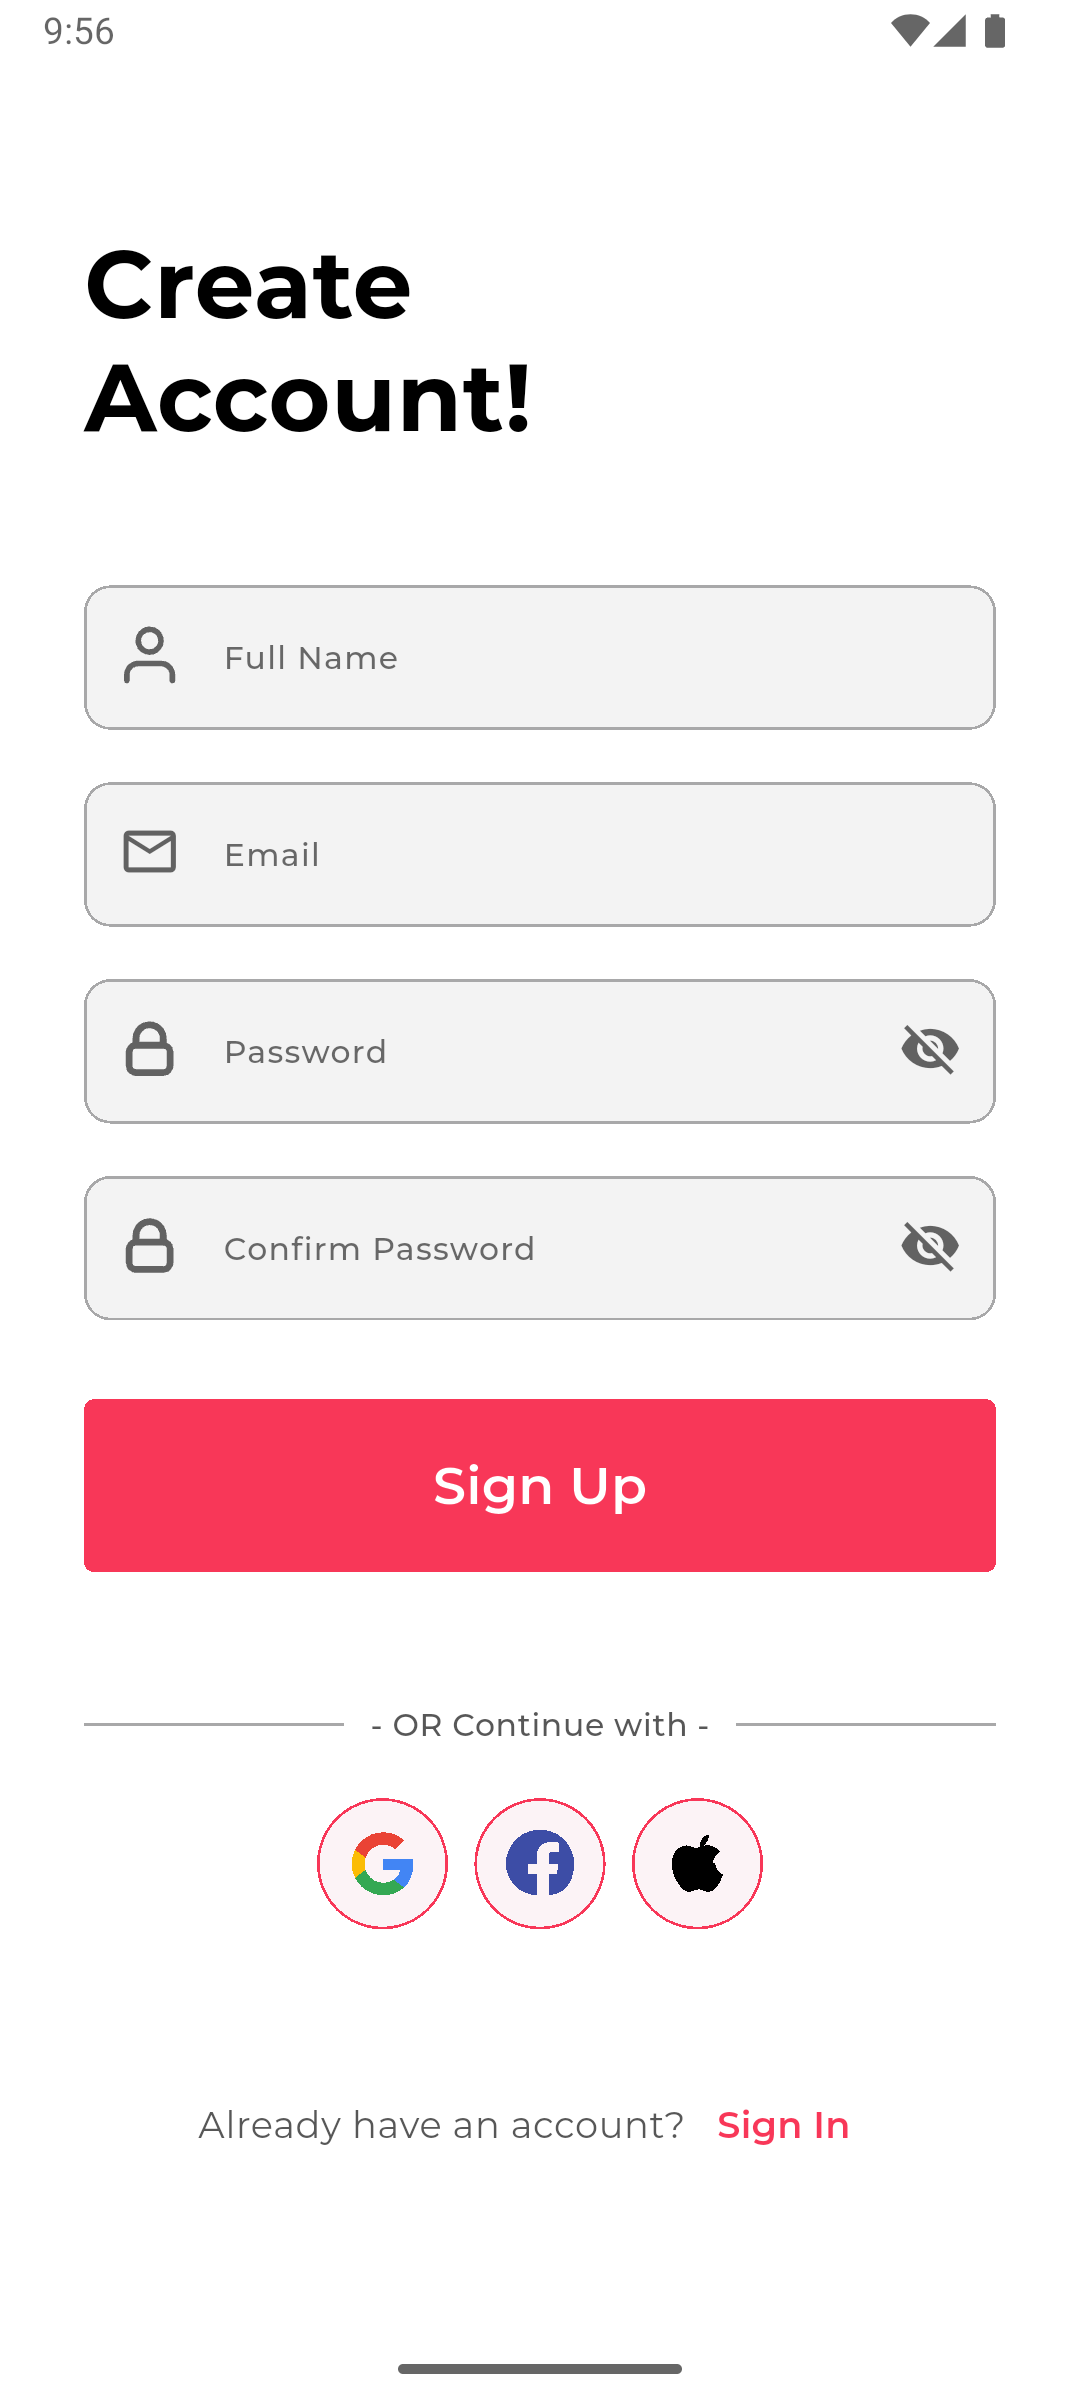 9:56
Create
Account!
Full Name
Email
Password
Confirm Password
Sign Up
- OR Continue with -
Already have an account? Sign In